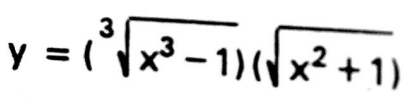 y = (∛(x³ − 1))(√(x² + 1))